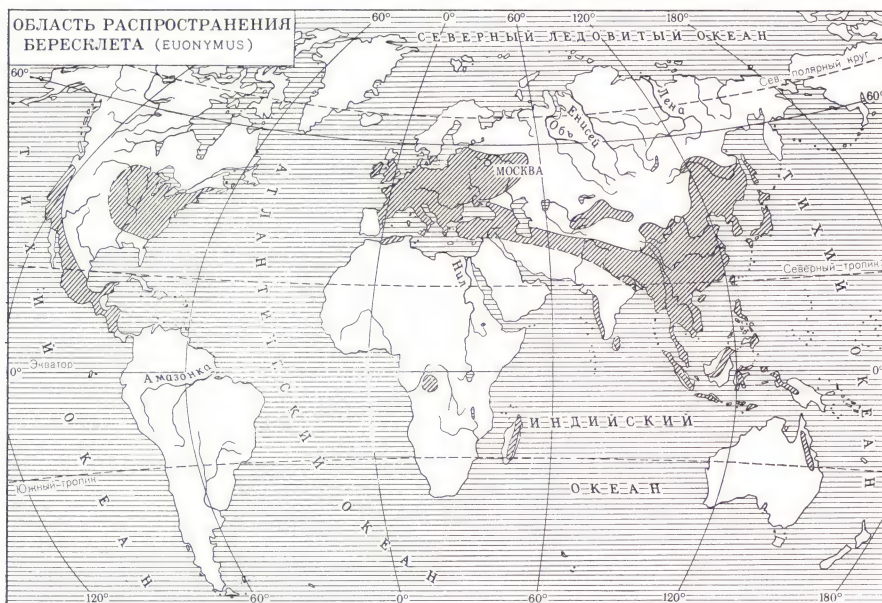 ОБЛАСТЬ РАСПРОСТРАНЕНИЯ
БЕРЕСКЛЕТА (EUONYMUS)
60° 0° 60° 120° 180°
СЕВЕРНЫЙ ЛЕДОВИТЫЙ ОКЕАН
Сев. полярный круг
60°
60°
Лена
Енисей
Обь
МОСКВА
ТИХИЙ ОКЕАН
АТЛАНТИЧЕСКИЙ ОКЕАН
ТИХИЙ ОКЕАН
Нил
Северный тропик
Экватор
0°
0°
Амазонка
ИНДИЙСКИЙ
ОКЕАН
Южный тропик
120° 60° 0° 60° 120° 180°